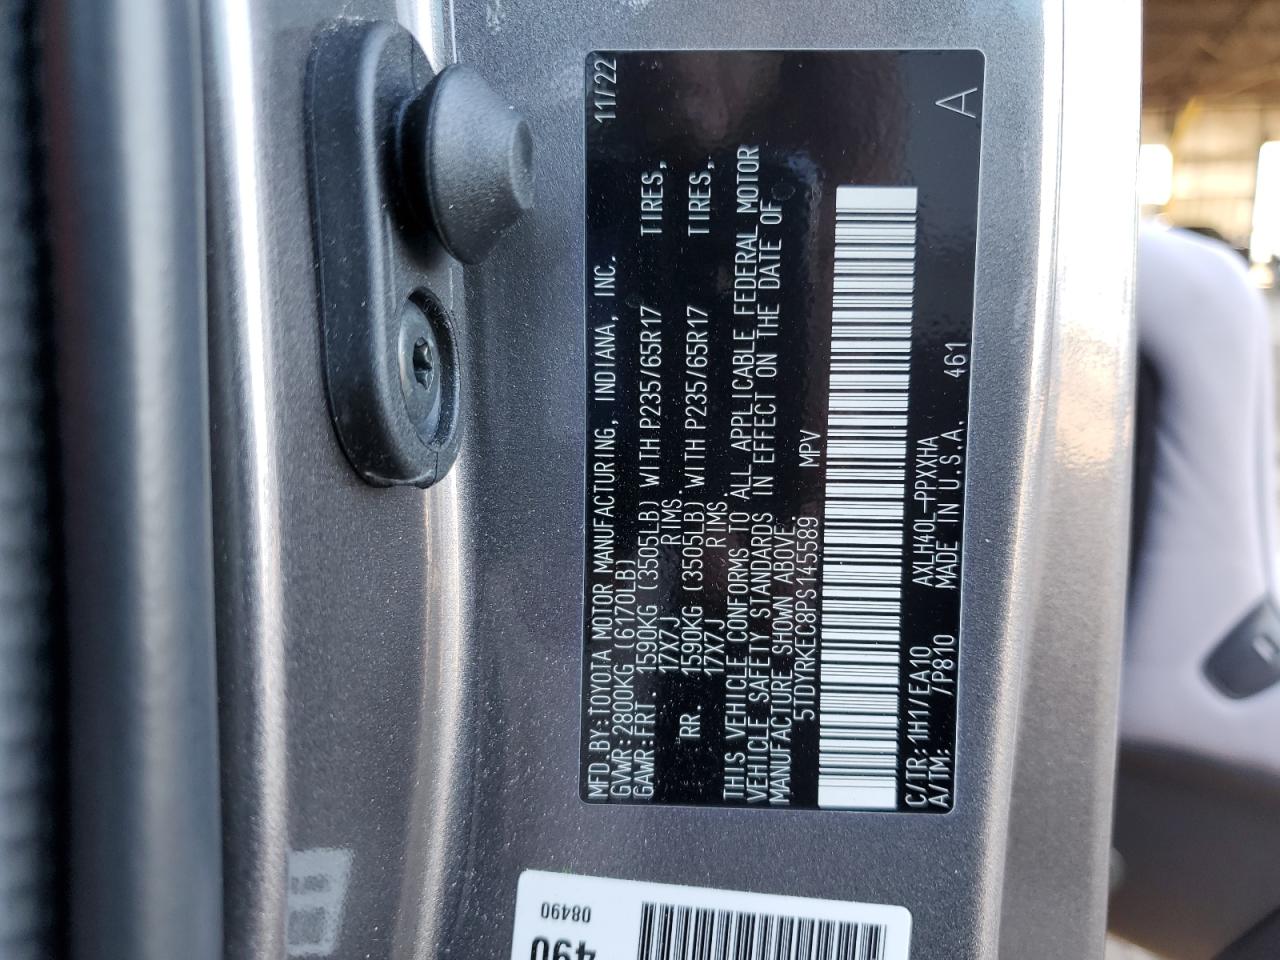 MFD BY:TOYOTA MOTOR MANUFACTURING, INDIANA, INC. 11/22
GVWR:2800KG (6170LB)
GAWR:FRT. 1590KG (3505LB) WITH P235/65R17 TIRES,
17X7J RIMS.
RR. 1590KG (3505LB) WITH P235/65R17 TIRES,
17X7J RIMS.
THIS VEHICLE CONFORMS TO ALL APPLICABLE FEDERAL MOTOR
VEHICLE SAFETY STANDARDS IN EFFECT ON THE DATE OF
MANUFACTURE SHOWN ABOVE.
5TDYRKEC8PS145589 MPV
C/TR:1H1/EA10 AXLH40L-PPXXHA A
A/TM: /P810 MADE IN U.S.A. 461
08490
490